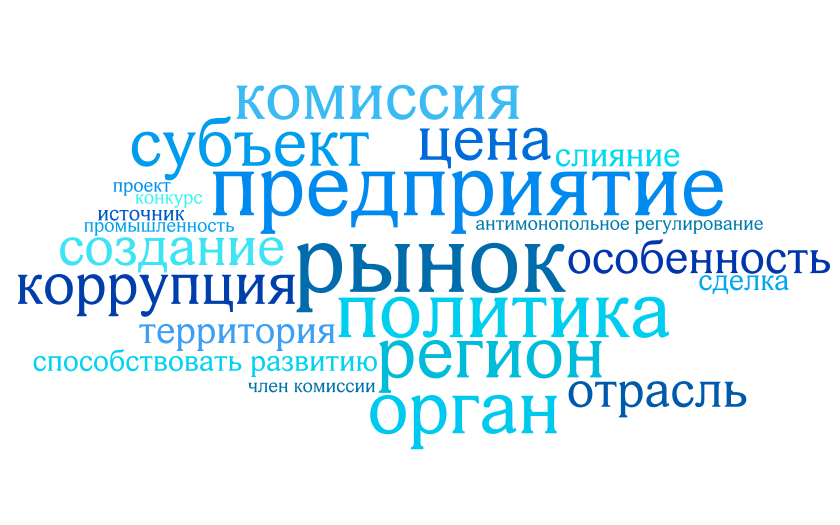 комиссия
субъект
цена
слияние
предприятие
проект
конкурс
источник
промышленность
антимонопольное регулирование
создание
рынок
особенность
коррупция
сделка
политика
территория
регион
способствовать развитию
член комиссии
отрасль
орган